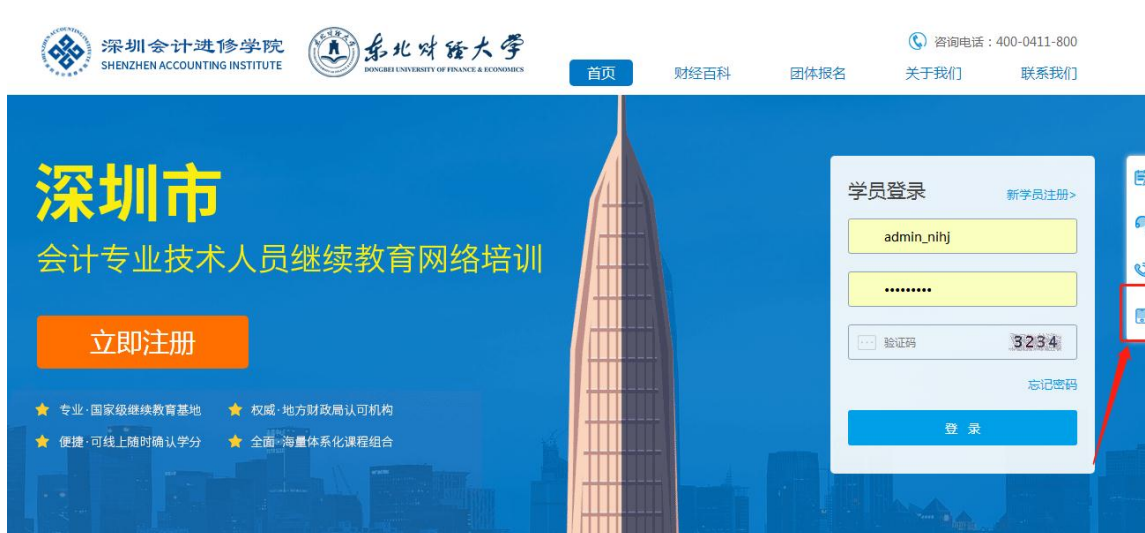 深圳会计进修学院
SHENZHEN ACCOUNTING INSTITUTE
东北财经大学
DONGBEI UNIVERSITY OF FINANCE & ECONOMICS
咨询电话：400-0411-800
首页 财经百科 团体报名 关于我们 联系我们
深圳市
会计专业技术人员继续教育网络培训
立即注册
专业·国家级继续教育基地 权威·地方财政局认可机构
便捷·可线上随时确认学分 全面·海量体系化课程组合
学员登录 新学员注册>
admin_nihj
•••••••••
验证码 3234
忘记密码
登 录